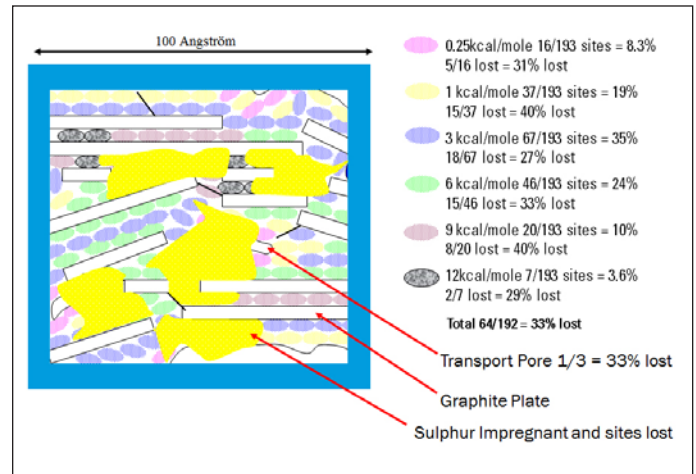 100 Angström
0.25kcal/mole 16/193 sites = 8.3%
5/16 lost = 31% lost
1 kcal/mole 37/193 sites = 19%
15/37 lost = 40% lost
3 kcal/mole 67/193 sites = 35%
18/67 lost = 27% lost
6 kcal/mole 46/193 sites = 24%
15/46 lost = 33% lost
9 kcal/mole 20/193 sites = 10%
8/20 lost = 40% lost
12kcal/mole 7/193 sites = 3.6%
2/7 lost = 29% lost
Total 64/192 = 33% lost
Transport Pore 1/3 = 33% lost
Graphite Plate
Sulphur Impregnant and sites lost